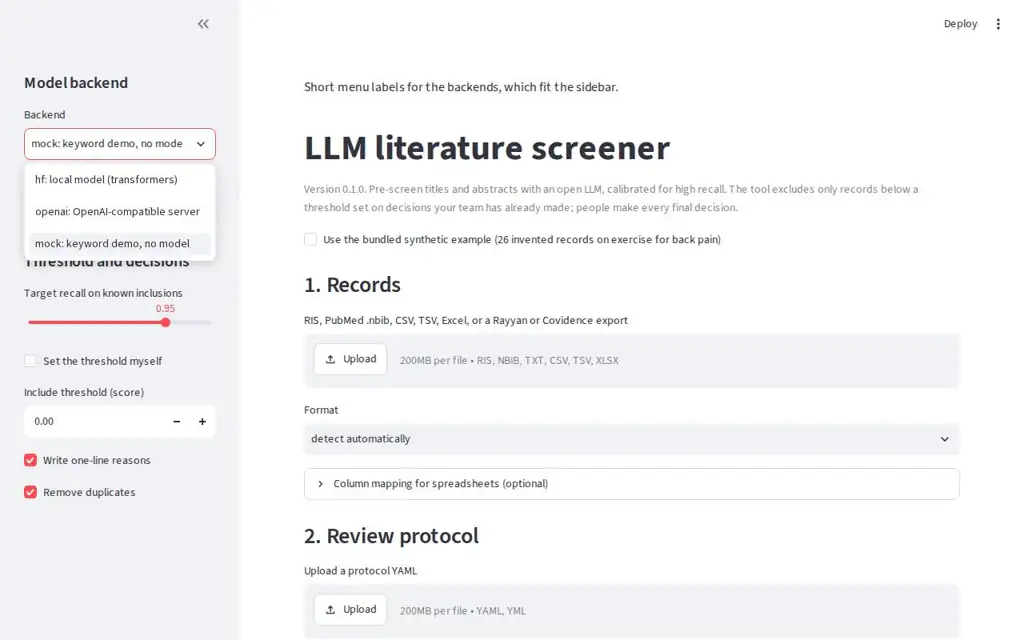 Deploy
Model backend
Backend
mock: keyword demo, no mode
hf: local model (transformers)
openai: OpenAI-compatible server
mock: keyword demo, no model
Threshold and decisions
Target recall on known inclusions
0.95
Set the threshold myself
Include threshold (score)
0.00
Write one-line reasons
Remove duplicates
Short menu labels for the backends, which fit the sidebar.
LLM literature screener
Version 0.1.0. Pre-screen titles and abstracts with an open LLM, calibrated for high recall. The tool excludes only records below a
threshold set on decisions your team has already made; people make every final decision.
Use the bundled synthetic example (26 invented records on exercise for back pain)
1. Records
RIS, PubMed .nbib, CSV, TSV, Excel, or a Rayyan or Covidence export
Upload
200MB per file • RIS, NBIB, TXT, CSV, TSV, XLSX
Format
detect automatically
Column mapping for spreadsheets (optional)
2. Review protocol
Upload a protocol YAML
Upload
200MB per file • YAML, YML